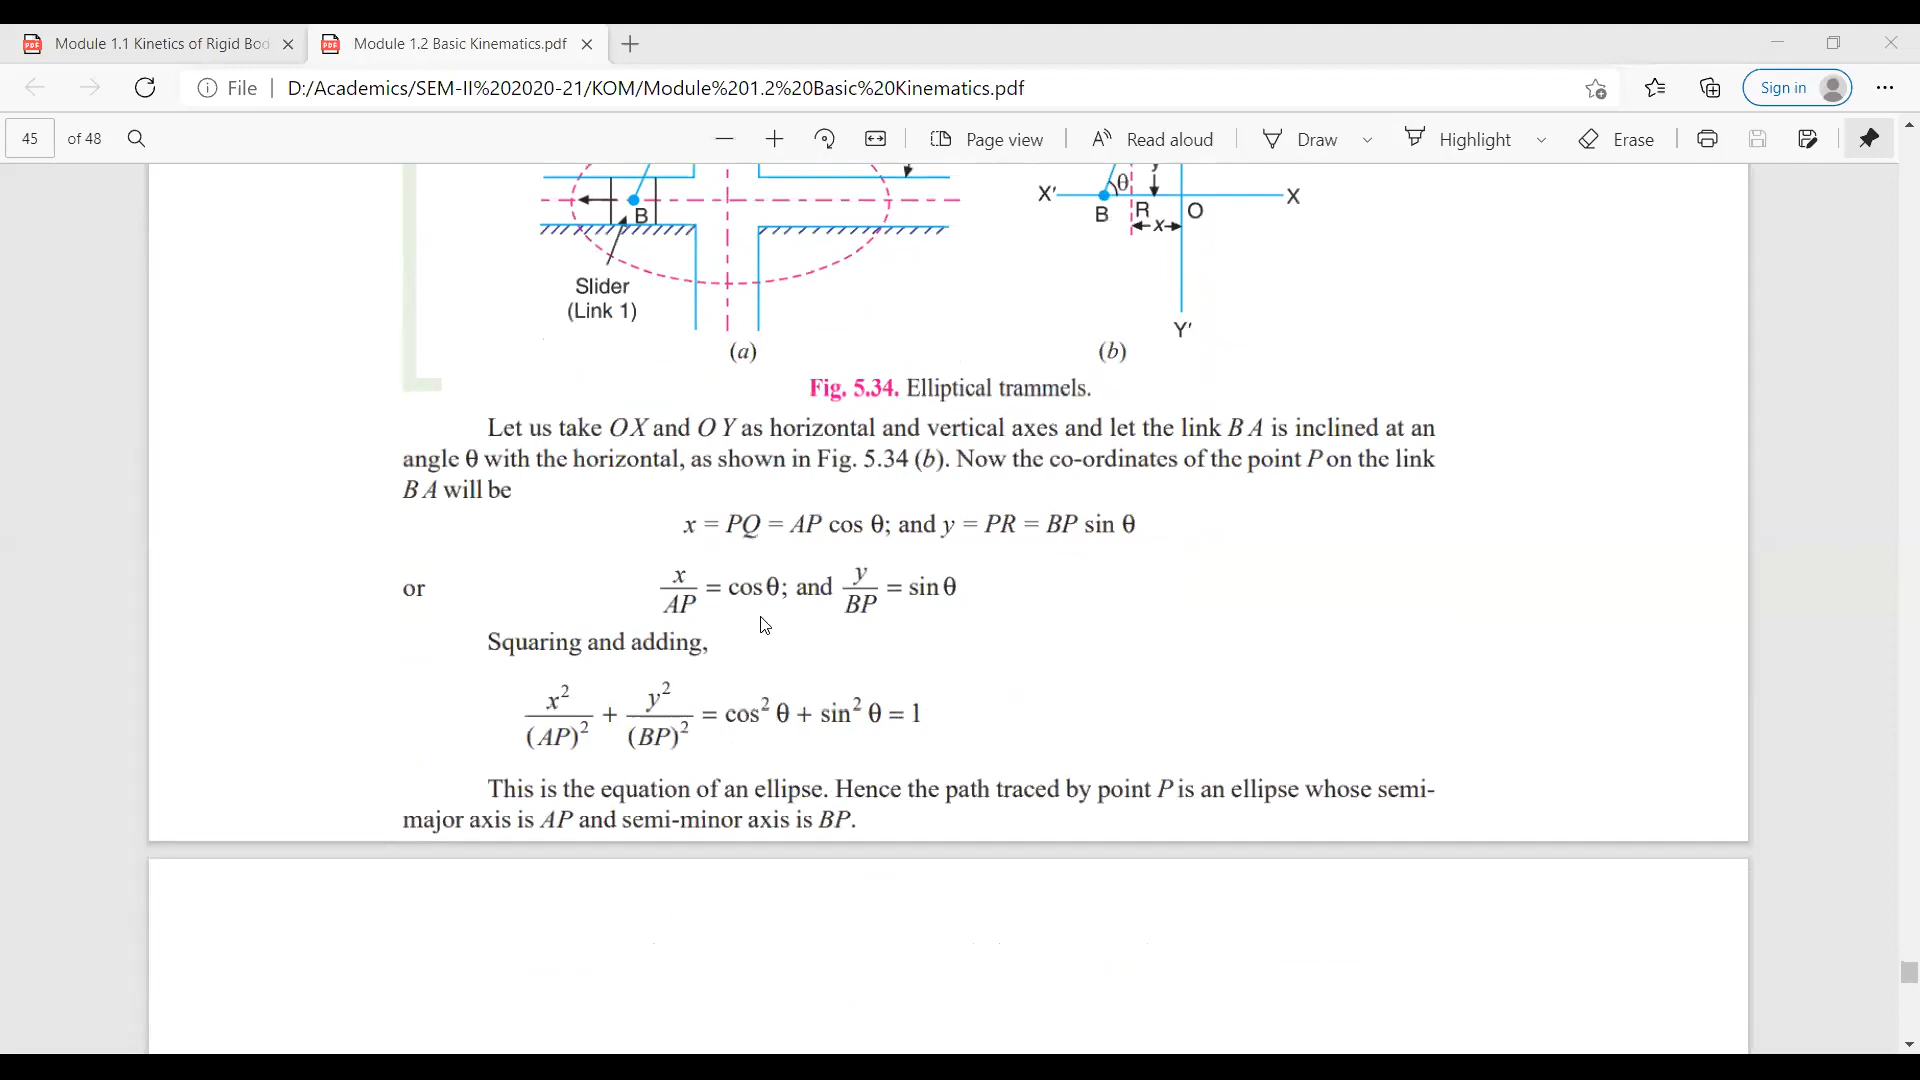 Module 1.1 Kinetics of Rigid Bod
Module 1.2 Basic Kinematics.pdf
File
D:/Academics/SEM-II%202020-21/KOM/Module%201.2%20Basic%20Kinematics.pdf
Sign in
45 of 48
Page view
Read aloud
Draw
Highlight
Erase
B
Slider
(Link 1)
(a)
X'
B
θ
R
O
X
x
Y'
(b)
Fig. 5.34. Elliptical trammels.
Let us take OX and OY as horizontal and vertical axes and let the link BA is inclined at an
angle θ with the horizontal, as shown in Fig. 5.34 (b). Now the co-ordinates of the point P on the link
BA will be
x = PQ = AP cos θ; and y = PR = BP sin θ
or x/AP = cos θ; and y/BP = sin θ
Squaring and adding,
x²/(AP)² + y²/(BP)² = cos² θ + sin² θ = 1
This is the equation of an ellipse. Hence the path traced by point P is an ellipse whose semi-
major axis is AP and semi-minor axis is BP.